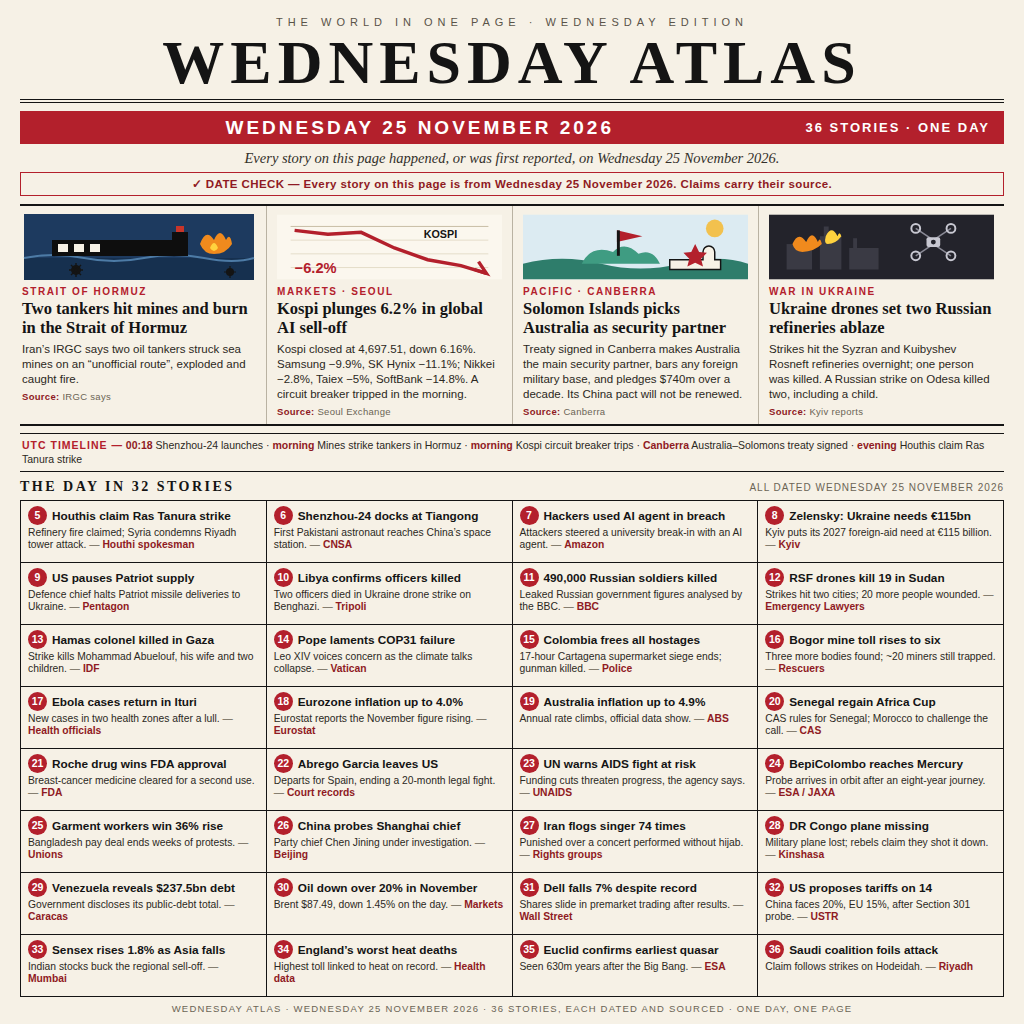 THE WORLD IN ONE PAGE · WEDNESDAY EDITION
WEDNESDAY ATLAS
WEDNESDAY 25 NOVEMBER 2026
36 STORIES · ONE DAY
Every story on this page happened, or was first reported, on Wednesday 25 November 2026.
✓ DATE CHECK — Every story on this page is from Wednesday 25 November 2026. Claims carry their source.
STRAIT OF HORMUZ
Two tankers hit mines and burn
in the Strait of Hormuz
Iran’s IRGC says two oil tankers struck sea
mines on an “unofficial route”, exploded and
caught fire.
Source: IRGC says
KOSPI
−6.2%
MARKETS · SEOUL
Kospi plunges 6.2% in global
AI sell-off
Kospi closed at 4,697.51, down 6.16%.
Samsung −9.9%, SK Hynix −11.1%; Nikkei
−2.8%, Taiex −5%, SoftBank −14.8%. A
circuit breaker tripped in the morning.
Source: Seoul Exchange
PACIFIC · CANBERRA
Solomon Islands picks
Australia as security partner
Treaty signed in Canberra makes Australia
the main security partner, bars any foreign
military base, and pledges $740m over a
decade. Its China pact will not be renewed.
Source: Canberra
WAR IN UKRAINE
Ukraine drones set two Russian
refineries ablaze
Strikes hit the Syzran and Kuibyshev
Rosneft refineries overnight; one person
was killed. A Russian strike on Odesa killed
two, including a child.
Source: Kyiv reports
UTC TIMELINE — 00:18 Shenzhou-24 launches · morning Mines strike tankers in Hormuz · morning Kospi circuit breaker trips · Canberra Australia–Solomons treaty signed · evening Houthis claim Ras
Tanura strike
THE DAY IN 32 STORIES
ALL DATED WEDNESDAY 25 NOVEMBER 2026
5 Houthis claim Ras Tanura strike
Refinery fire claimed; Syria condemns Riyadh
tower attack. — Houthi spokesman
6 Shenzhou-24 docks at Tiangong
First Pakistani astronaut reaches China’s space
station. — CNSA
7 Hackers used AI agent in breach
Attackers steered a university break-in with an AI
agent. — Amazon
8 Zelensky: Ukraine needs €115bn
Kyiv puts its 2027 foreign-aid need at €115 billion.
— Kyiv
9 US pauses Patriot supply
Defence chief halts Patriot missile deliveries to
Ukraine. — Pentagon
10 Libya confirms officers killed
Two officers died in Ukraine drone strike on
Benghazi. — Tripoli
11 490,000 Russian soldiers killed
Leaked Russian government figures analysed by
the BBC. — BBC
12 RSF drones kill 19 in Sudan
Strikes hit two cities; 20 more people wounded. —
Emergency Lawyers
13 Hamas colonel killed in Gaza
Strike kills Mohammad Abuelouf, his wife and two
children. — IDF
14 Pope laments COP31 failure
Leo XIV voices concern as the climate talks
collapse. — Vatican
15 Colombia frees all hostages
17-hour Cartagena supermarket siege ends;
gunman killed. — Police
16 Bogor mine toll rises to six
Three more bodies found; ~20 miners still trapped.
— Rescuers
17 Ebola cases return in Ituri
New cases in two health zones after a lull. —
Health officials
18 Eurozone inflation up to 4.0%
Eurostat reports the November figure rising. —
Eurostat
19 Australia inflation up to 4.9%
Annual rate climbs, official data show. — ABS
20 Senegal regain Africa Cup
CAS rules for Senegal; Morocco to challenge the
call. — CAS
21 Roche drug wins FDA approval
Breast-cancer medicine cleared for a second use.
— FDA
22 Abrego Garcia leaves US
Departs for Spain, ending a 20-month legal fight.
— Court records
23 UN warns AIDS fight at risk
Funding cuts threaten progress, the agency says.
— UNAIDS
24 BepiColombo reaches Mercury
Probe arrives in orbit after an eight-year journey.
— ESA / JAXA
25 Garment workers win 36% rise
Bangladesh pay deal ends weeks of protests. —
Unions
26 China probes Shanghai chief
Party chief Chen Jining under investigation. —
Beijing
27 Iran flogs singer 74 times
Punished over a concert performed without hijab.
— Rights groups
28 DR Congo plane missing
Military plane lost; rebels claim they shot it down.
— Kinshasa
29 Venezuela reveals $237.5bn debt
Government discloses its public-debt total. —
Caracas
30 Oil down over 20% in November
Brent $87.49, down 1.45% on the day. — Markets
31 Dell falls 7% despite record
Shares slide in premarket trading after results. —
Wall Street
32 US proposes tariffs on 14
China faces 20%, EU 15%, after Section 301
probe. — USTR
33 Sensex rises 1.8% as Asia falls
Indian stocks buck the regional sell-off. —
Mumbai
34 England’s worst heat deaths
Highest toll linked to heat on record. — Health
data
35 Euclid confirms earliest quasar
Seen 630m years after the Big Bang. — ESA
36 Saudi coalition foils attack
Claim follows strikes on Hodeidah. — Riyadh
WEDNESDAY ATLAS · WEDNESDAY 25 NOVEMBER 2026 · 36 STORIES, EACH DATED AND SOURCED · ONE DAY, ONE PAGE